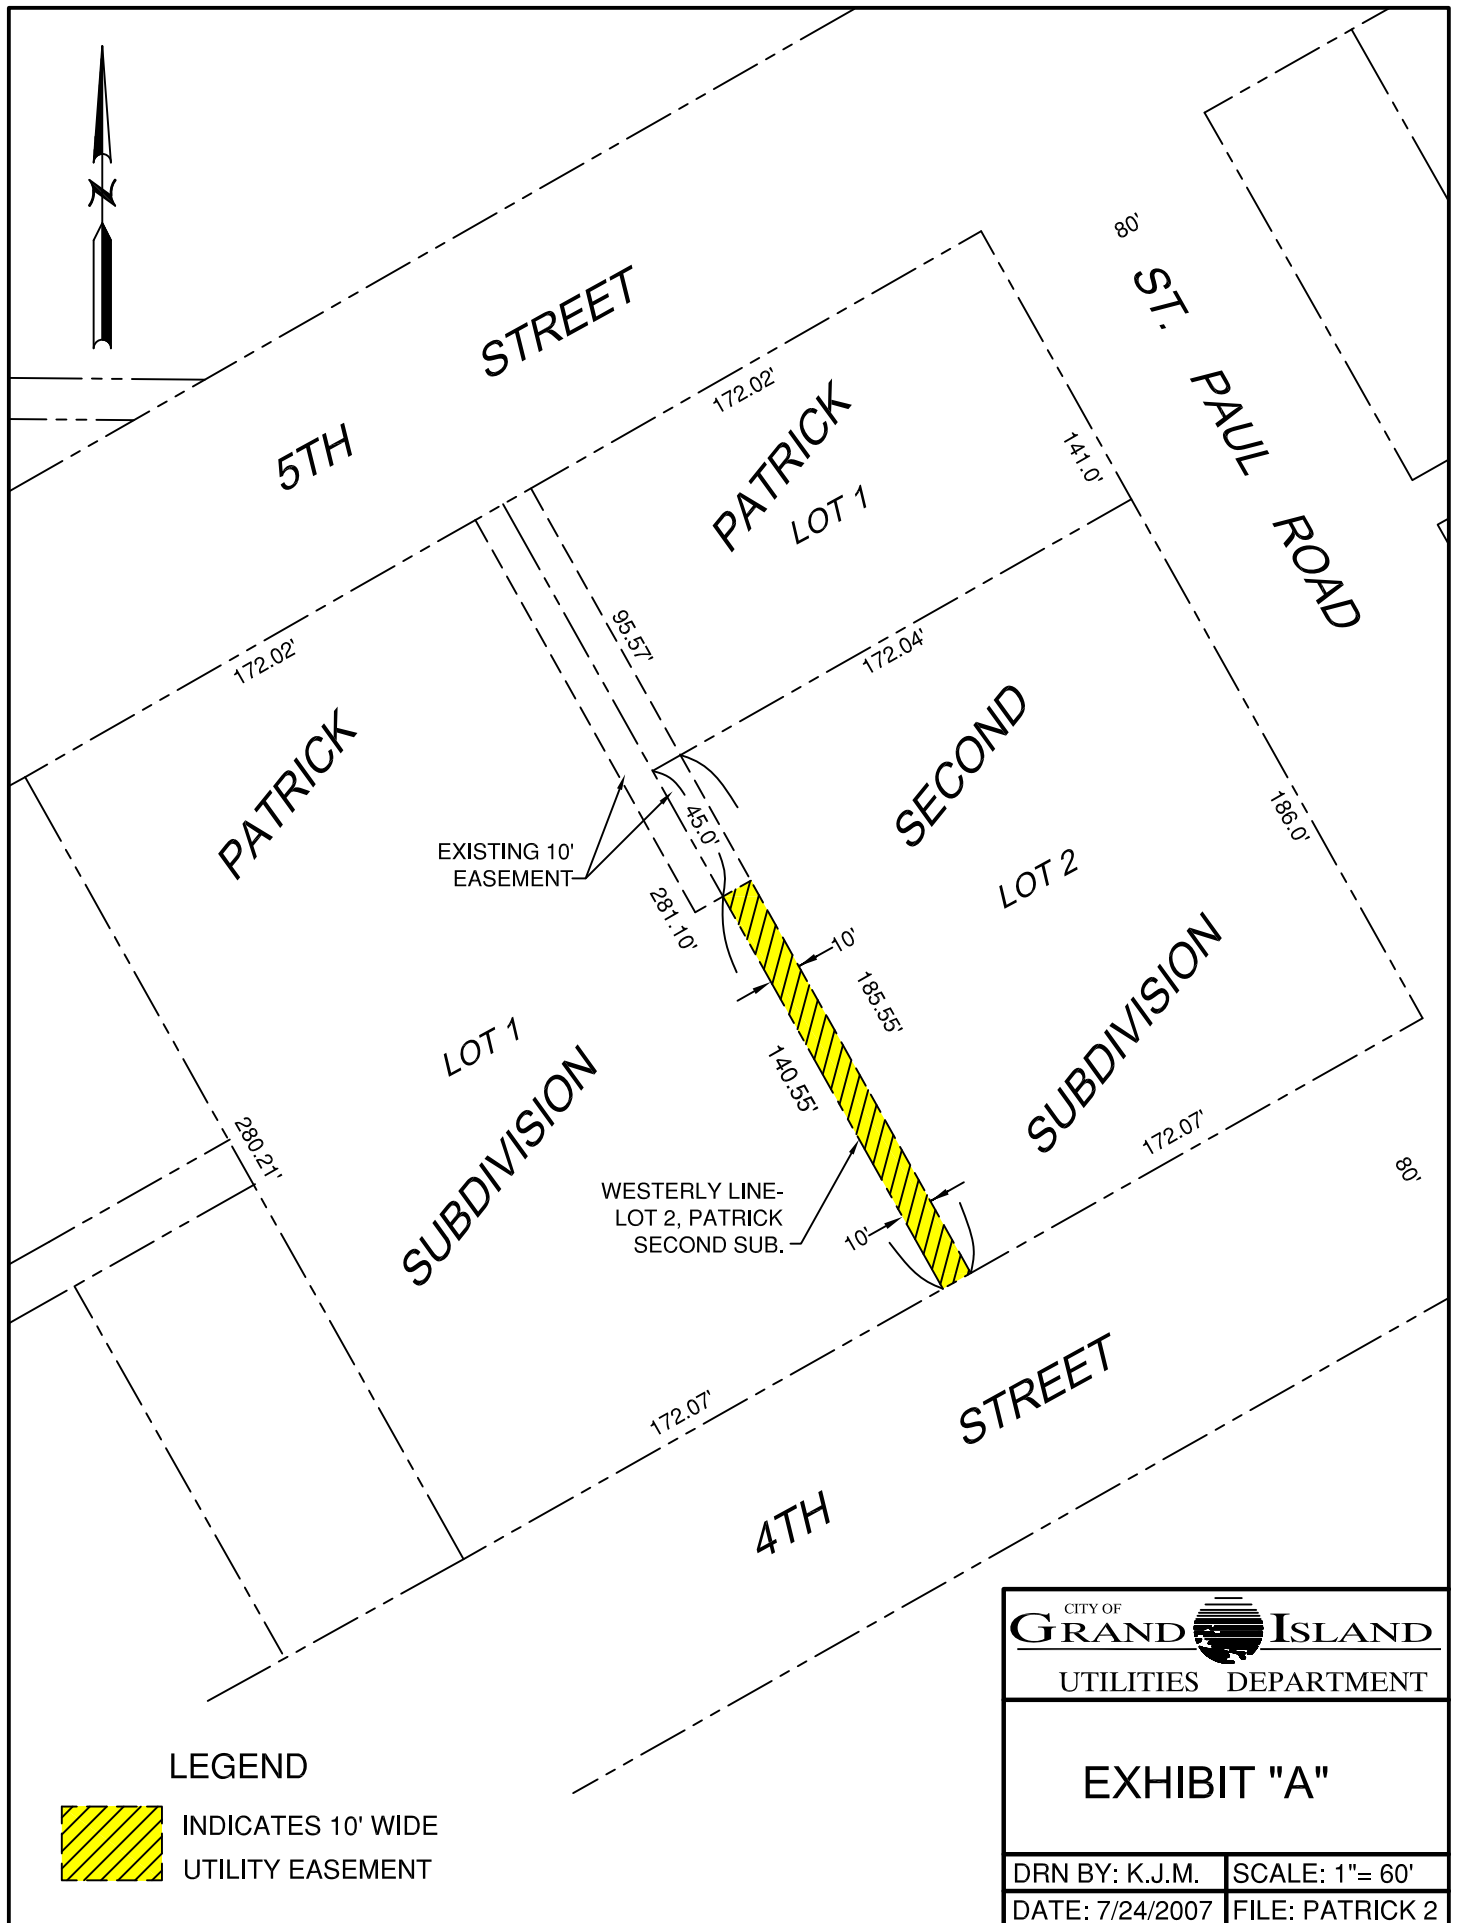 N
80'
ST. PAUL ROAD
5TH STREET
172.02'
PATRICK
LOT 1
141.0'
95.57'
172.02'
172.04'
PATRICK
SECOND
EXISTING 10'
EASEMENT
45.0'
186.0'
LOT 2
281.10'
10'
185.55'
LOT 1
140.55'
SUBDIVISION
SUBDIVISION
280.21'
172.07'
80'
WESTERLY LINE-
LOT 2, PATRICK
SECOND SUB.
10'
172.07'
4TH STREET
CITY OF
GRAND ISLAND
UTILITIES DEPARTMENT
EXHIBIT "A"
DRN BY: K.J.M.
SCALE: 1"= 60'
DATE: 7/24/2007
FILE: PATRICK 2
LEGEND
INDICATES 10' WIDE
UTILITY EASEMENT